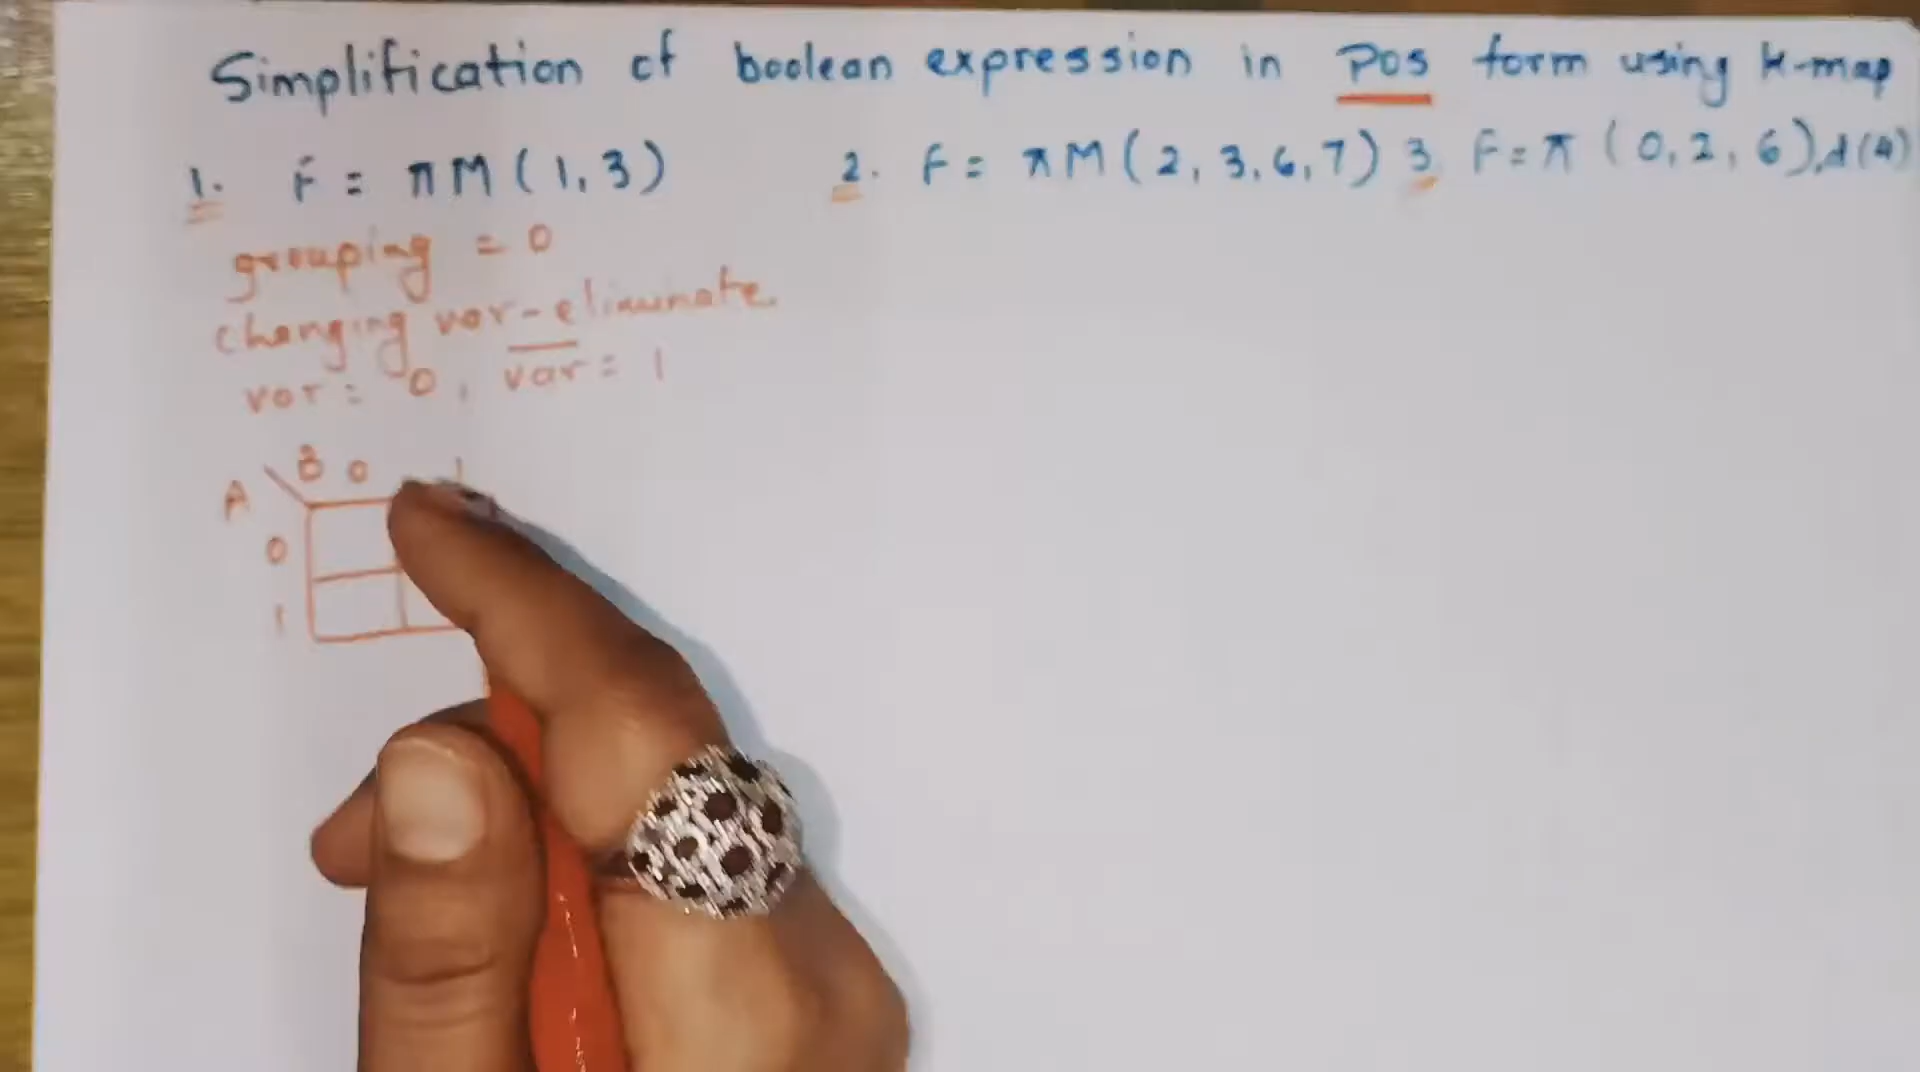 Simplification of boolean expression in POS form using K-map
1. F = πM(1,3) 2. F = πM(2,3,6,7) 3 F=π(0,2,6).d(4)
grouping = 0
changing var-eliminate.
var = 0, v̅a̅r̅ = 1
B 0 1
A
0
1